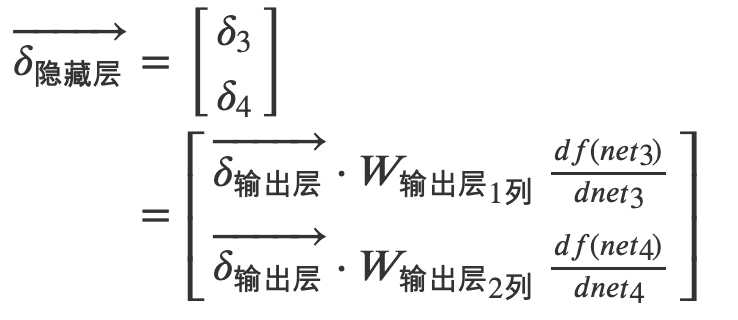 δ隐藏层 = [ δ3
δ4 ]
= [ δ输出层 · W输出层1列 df(net3)/dnet3
δ输出层 · W输出层2列 df(net4)/dnet4 ]